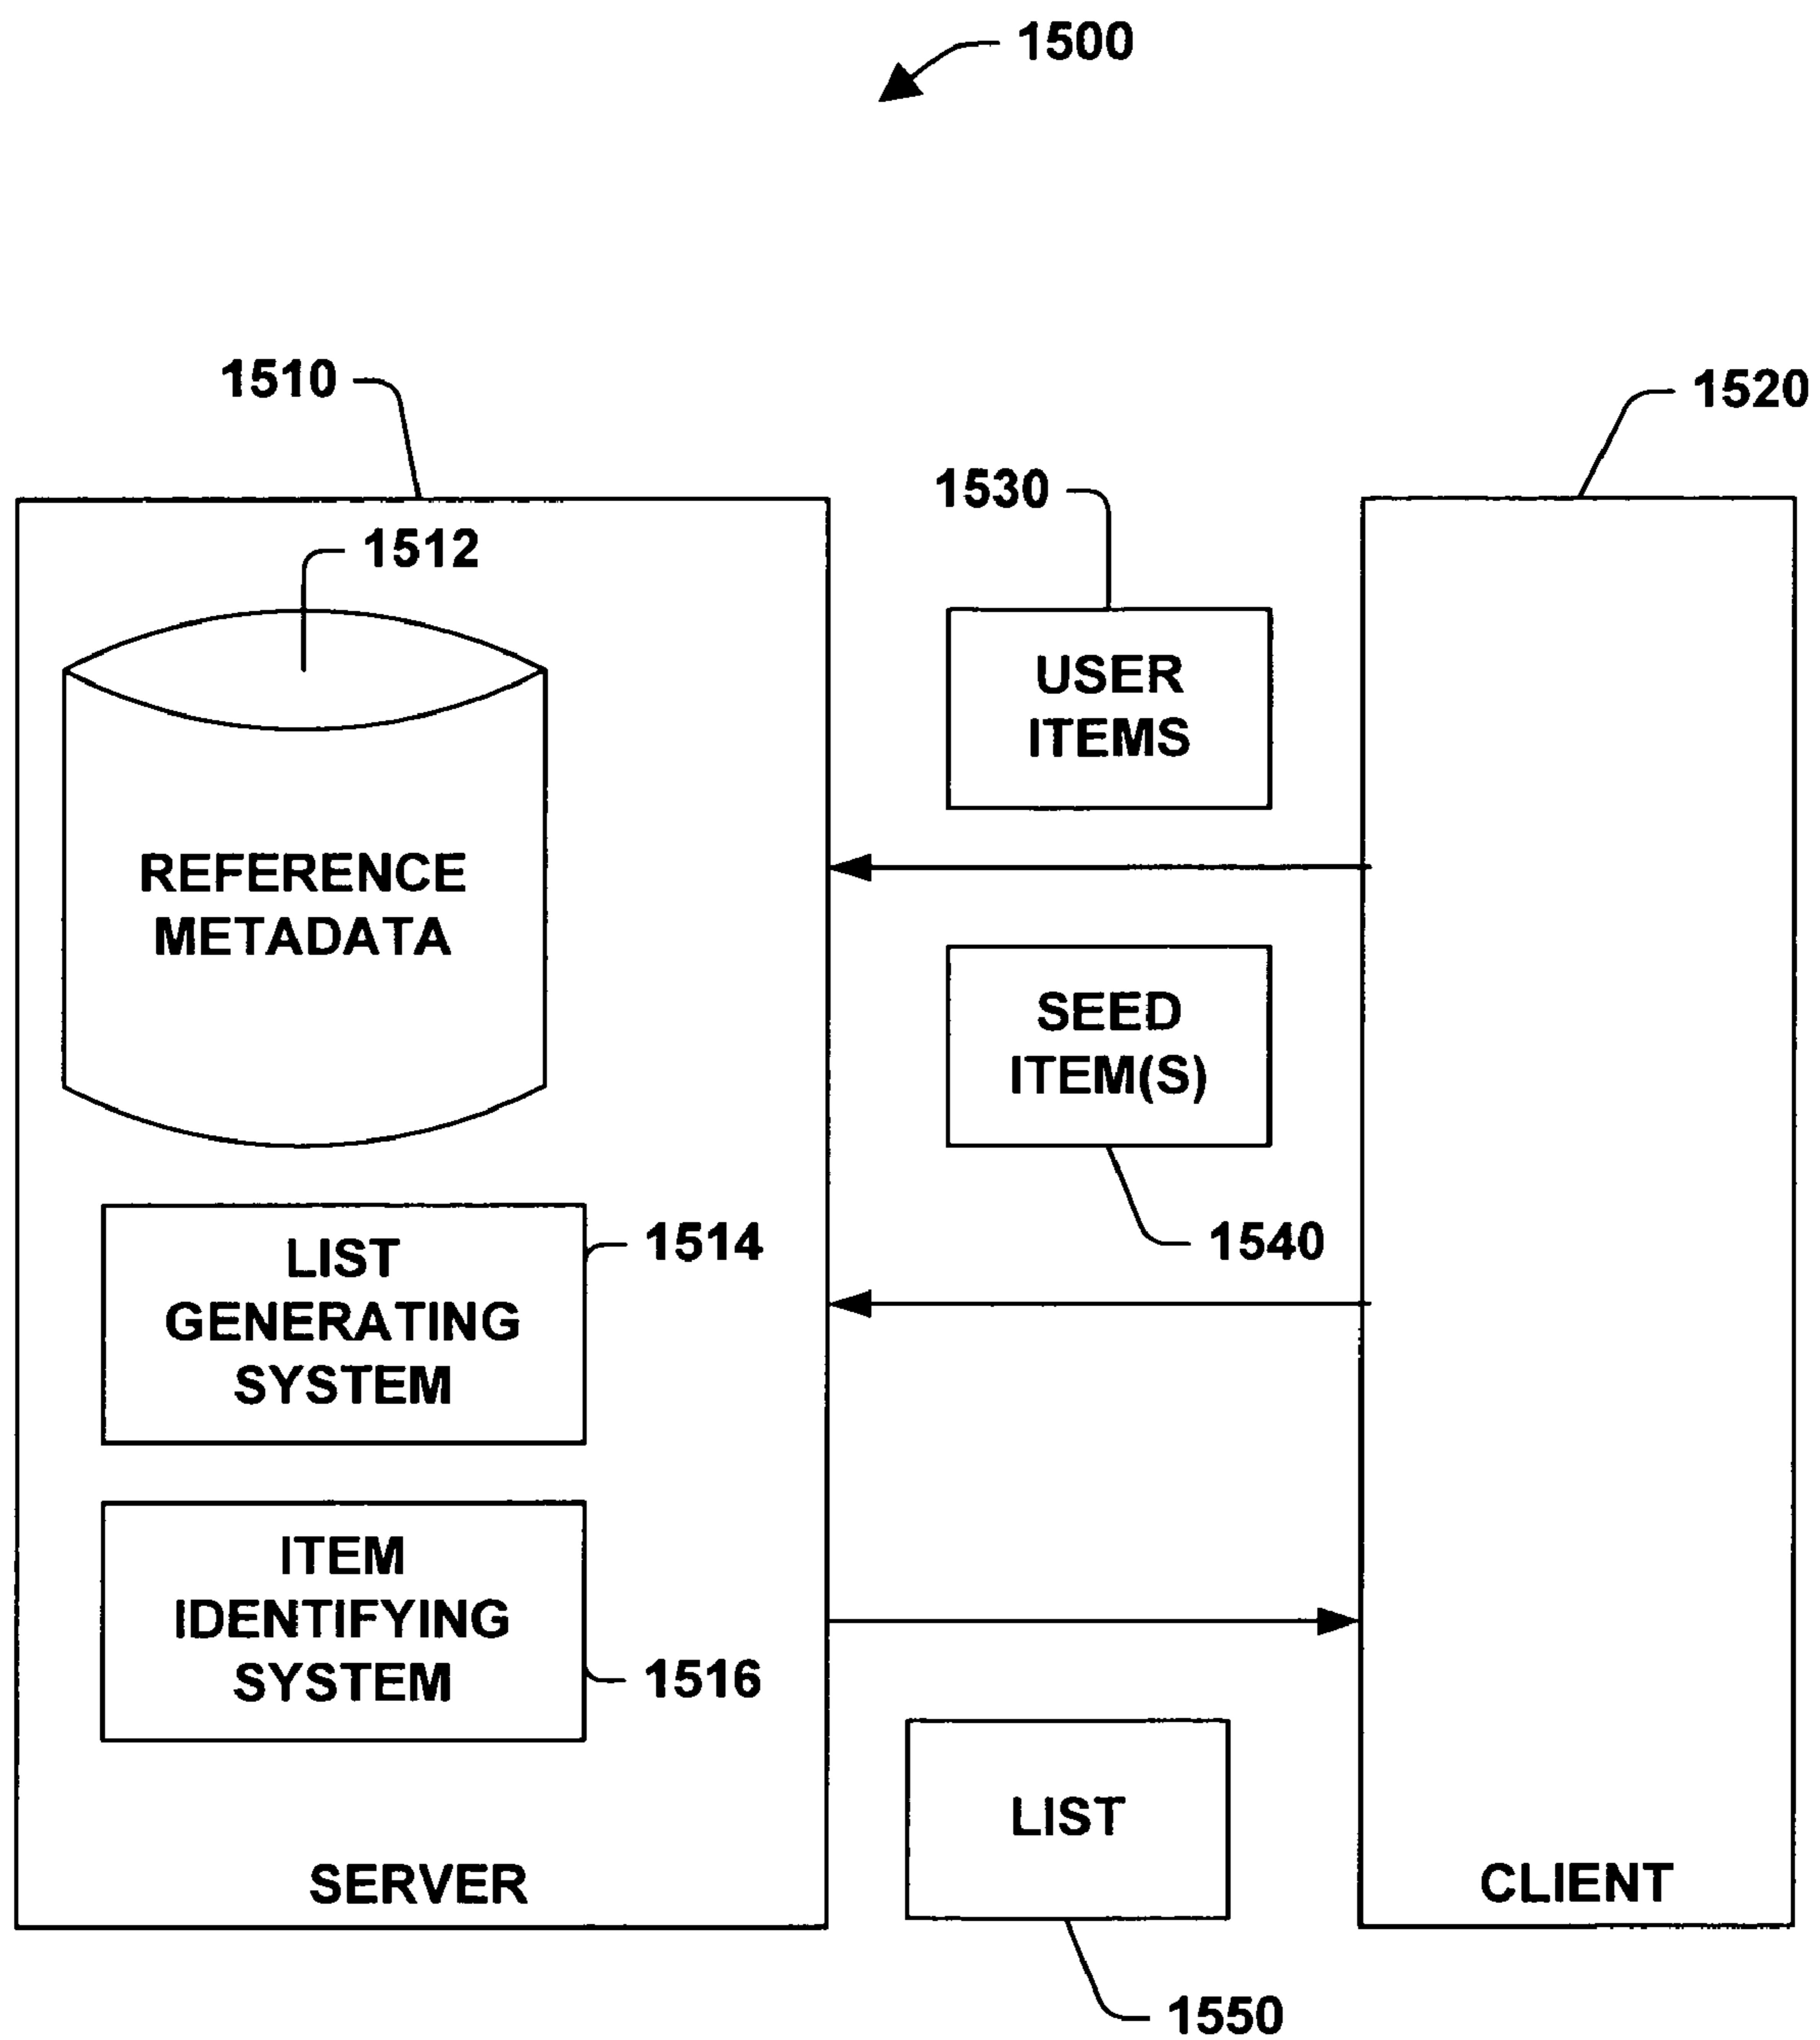 1500
1510
1520
1530
1512
USER
ITEMS
REFERENCE
METADATA
SEED
ITEM(S)
1514
1540
LIST
GENERATING
SYSTEM
ITEM
IDENTIFYING
SYSTEM
1516
LIST
SERVER
CLIENT
1550